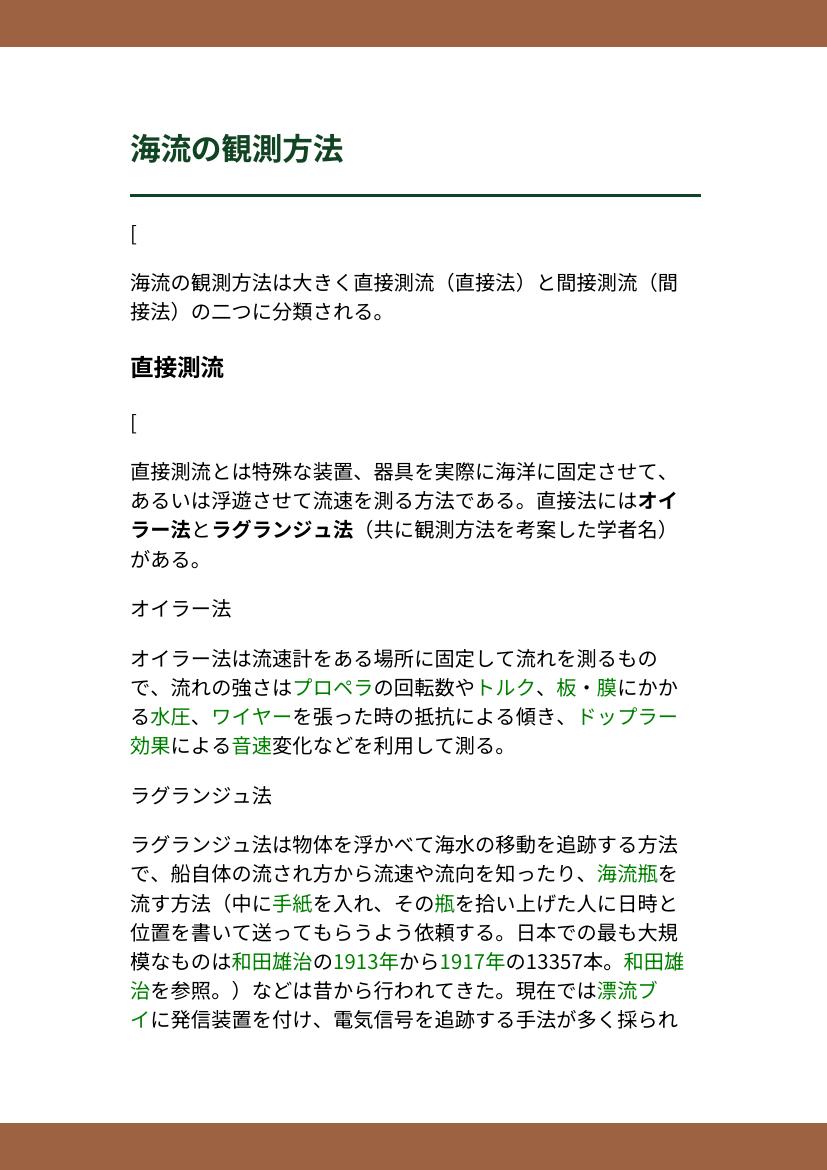 海流の観測方法
[
海流の観測方法は大きく直接測流（直接法）と間接測流（間
接法）の二つに分類される。
直接測流
[
直接測流とは特殊な装置、器具を実際に海洋に固定させて、
あるいは浮遊させて流速を測る方法である。直接法にはオイ
ラー法とラグランジュ法（共に観測方法を考案した学者名）
がある。
オイラー法
オイラー法は流速計をある場所に固定して流れを測るもの
で、流れの強さはプロペラの回転数やトルク、板・膜にかか
る水圧、ワイヤーを張った時の抵抗による傾き、ドップラー
効果による音速変化などを利用して測る。
ラグランジュ法
ラグランジュ法は物体を浮かべて海水の移動を追跡する方法
で、船自体の流され方から流速や流向を知ったり、海流瓶を
流す方法（中に手紙を入れ、その瓶を拾い上げた人に日時と
位置を書いて送ってもらうよう依頼する。日本での最も大規
模なものは和田雄治の1913年から1917年の13357本。和田雄
治を参照。）などは昔から行われてきた。現在では漂流ブ
イに発信装置を付け、電気信号を追跡する手法が多く採られ